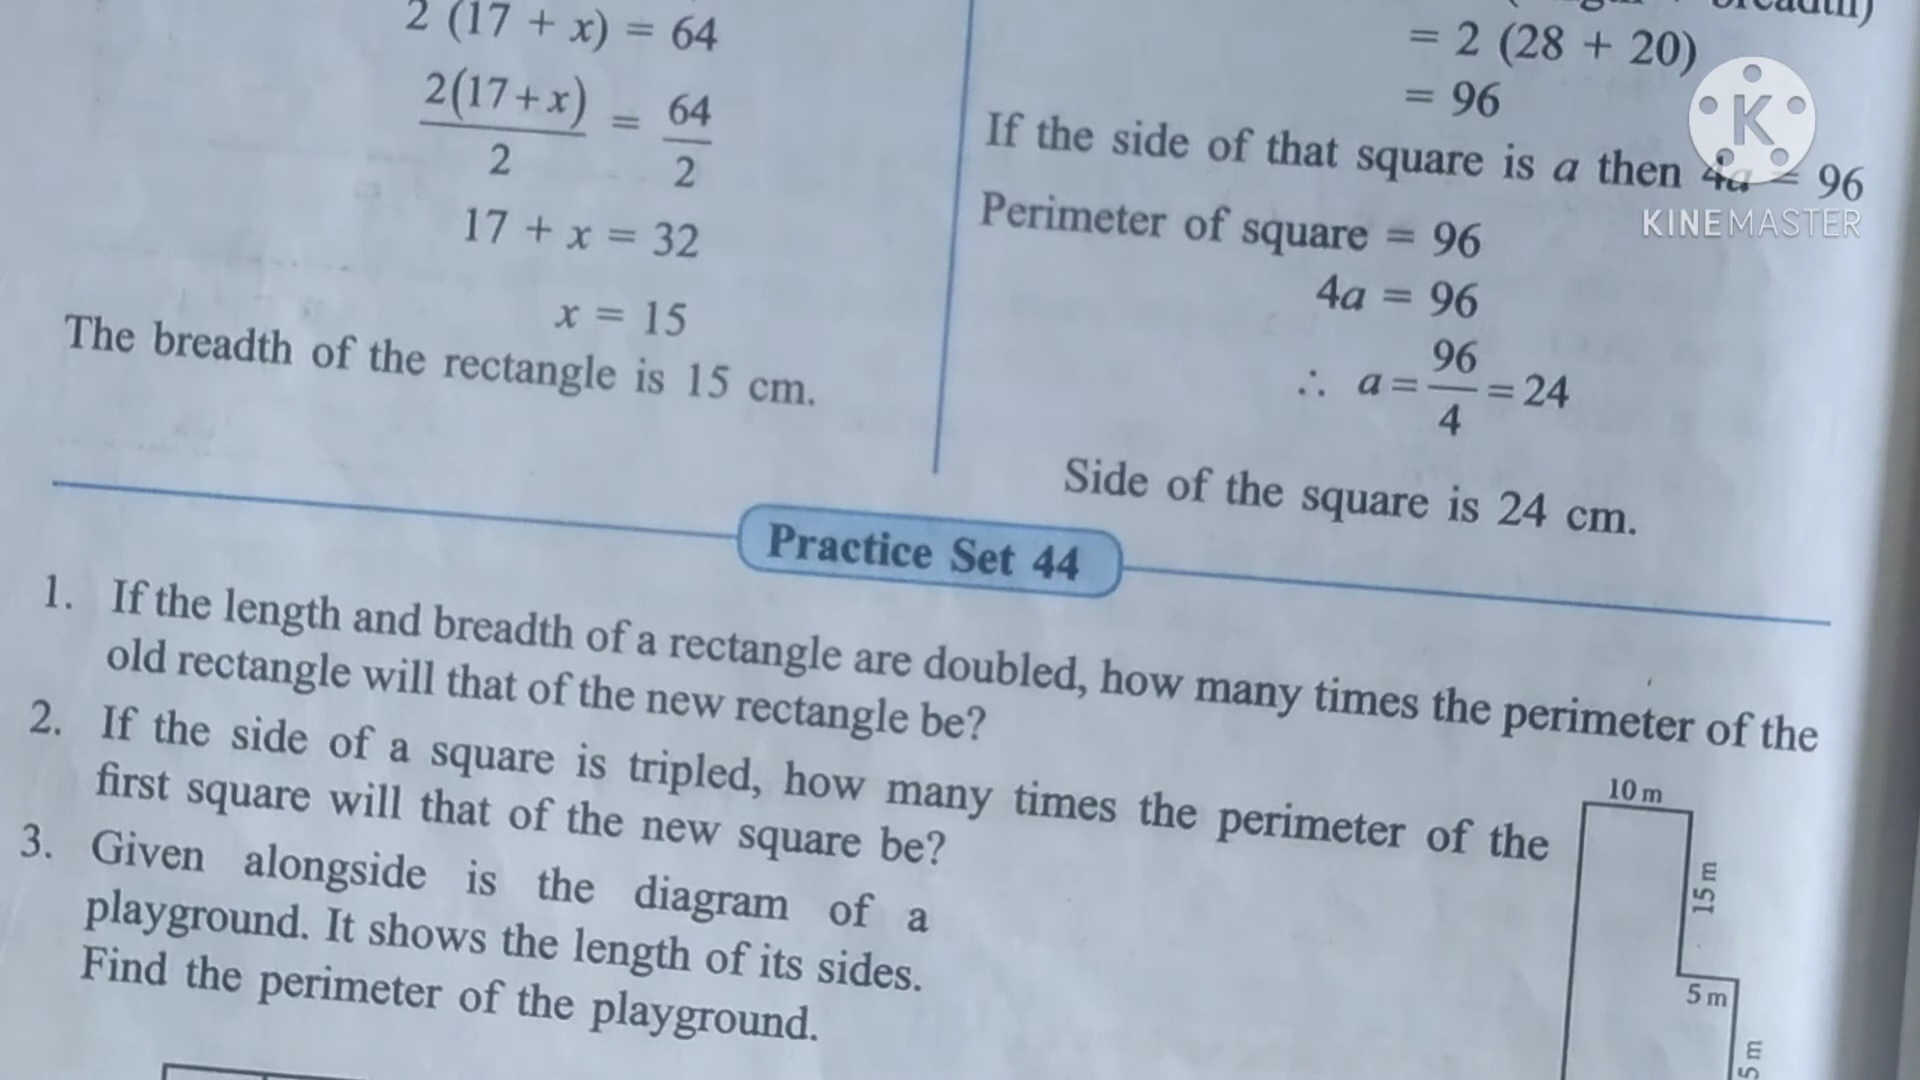 2 (17 + x) = 64
2(17+x)/2 = 64/2
17 + x = 32
x = 15
The breadth of the rectangle is 15 cm.
= 2 (28 + 20)
= 96
If the side of that square is a then 4a = 96
Perimeter of square = 96
4a = 96
∴ a = 96/4 = 24
Side of the square is 24 cm.
K
KINEMASTER
Practice Set 44
1. If the length and breadth of a rectangle are doubled, how many times the perimeter of the
old rectangle will that of the new rectangle be?
2. If the side of a square is tripled, how many times the perimeter of the
first square will that of the new square be?
3. Given alongside is the diagram of a
playground. It shows the length of its sides.
Find the perimeter of the playground.
10 m
15 m
5 m
5 m